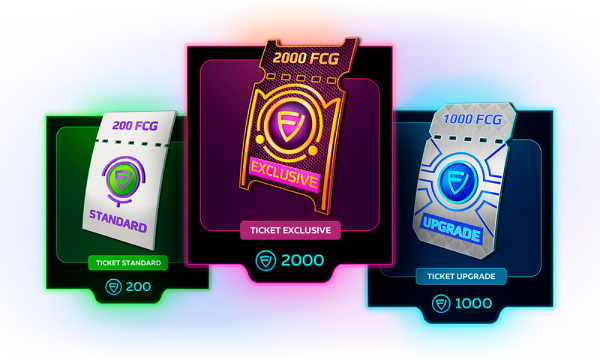 200 FCG
STANDARD
TICKET STANDARD
200
2000 FCG
EXCLUSIVE
TICKET EXCLUSIVE
2000
1000 FCG
UPGRADE
TICKET UPGRADE
1000